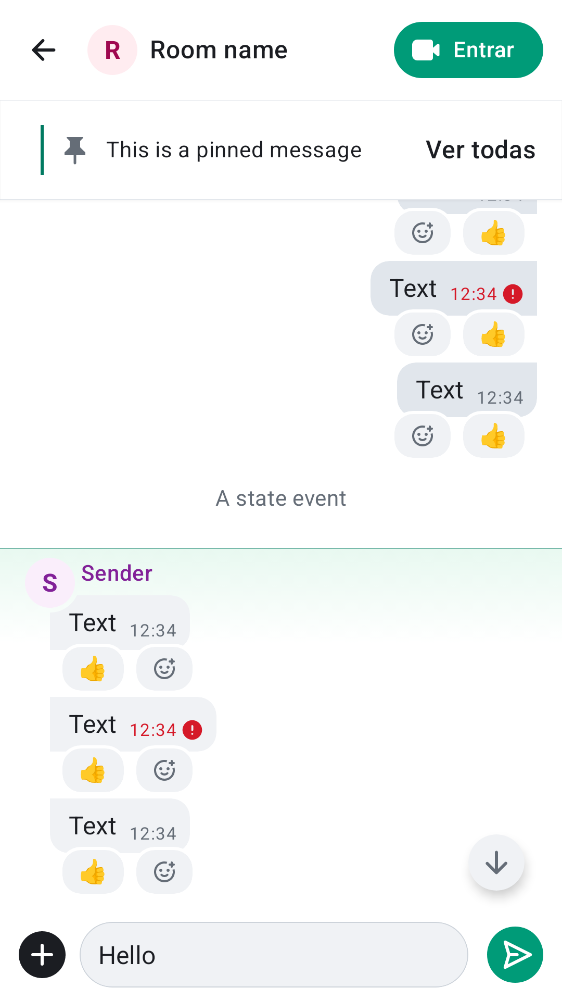 R Room name Entrar
This is a pinned message Ver todas
Text 12:34
Text 12:34
A state event
S Sender
Text 12:34
Text 12:34
Text 12:34
Hello